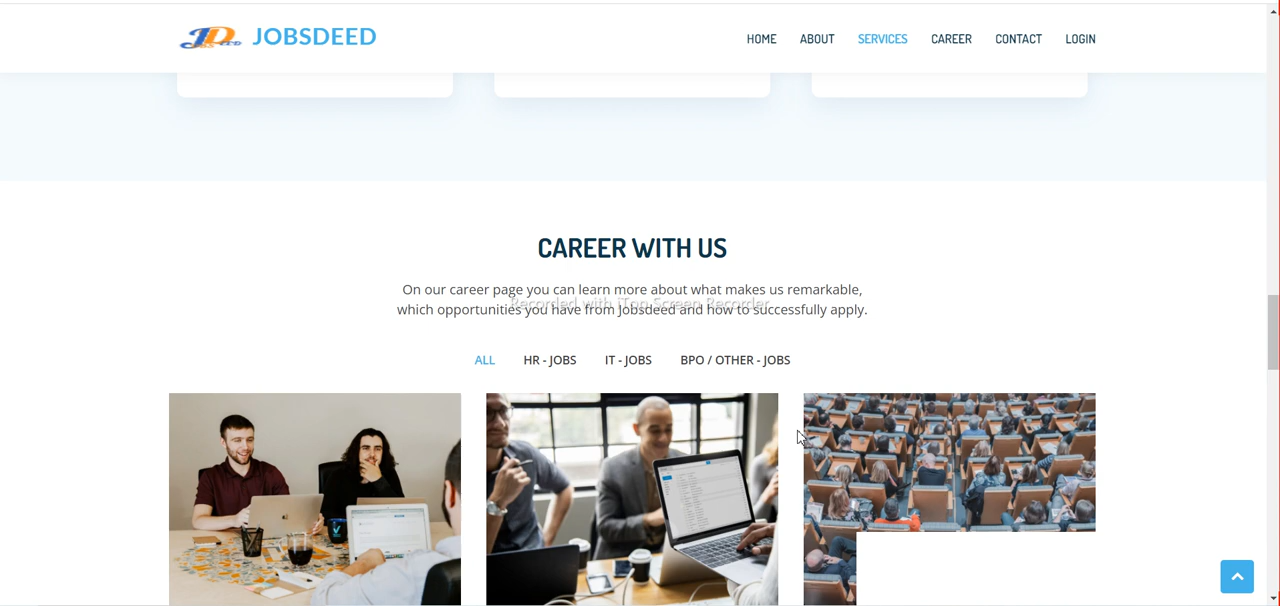 JOBSDEED
HOME ABOUT SERVICES CAREER CONTACT LOGIN
CAREER WITH US
On our career page you can learn more about what makes us remarkable,
Recorded with iTop Screen Recorder
which opportunities you have from Jobsdeed and how to successfully apply.
ALL HR - JOBS IT - JOBS BPO / OTHER - JOBS